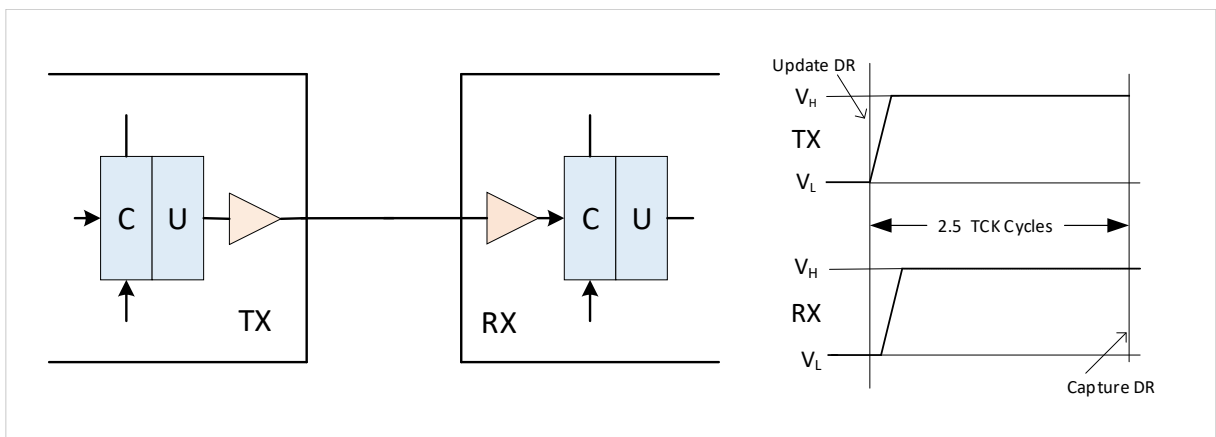 C U
TX
C U
RX
Update DR
V_H
TX
V_L
2.5 TCK Cycles
V_H
RX
V_L
Capture DR